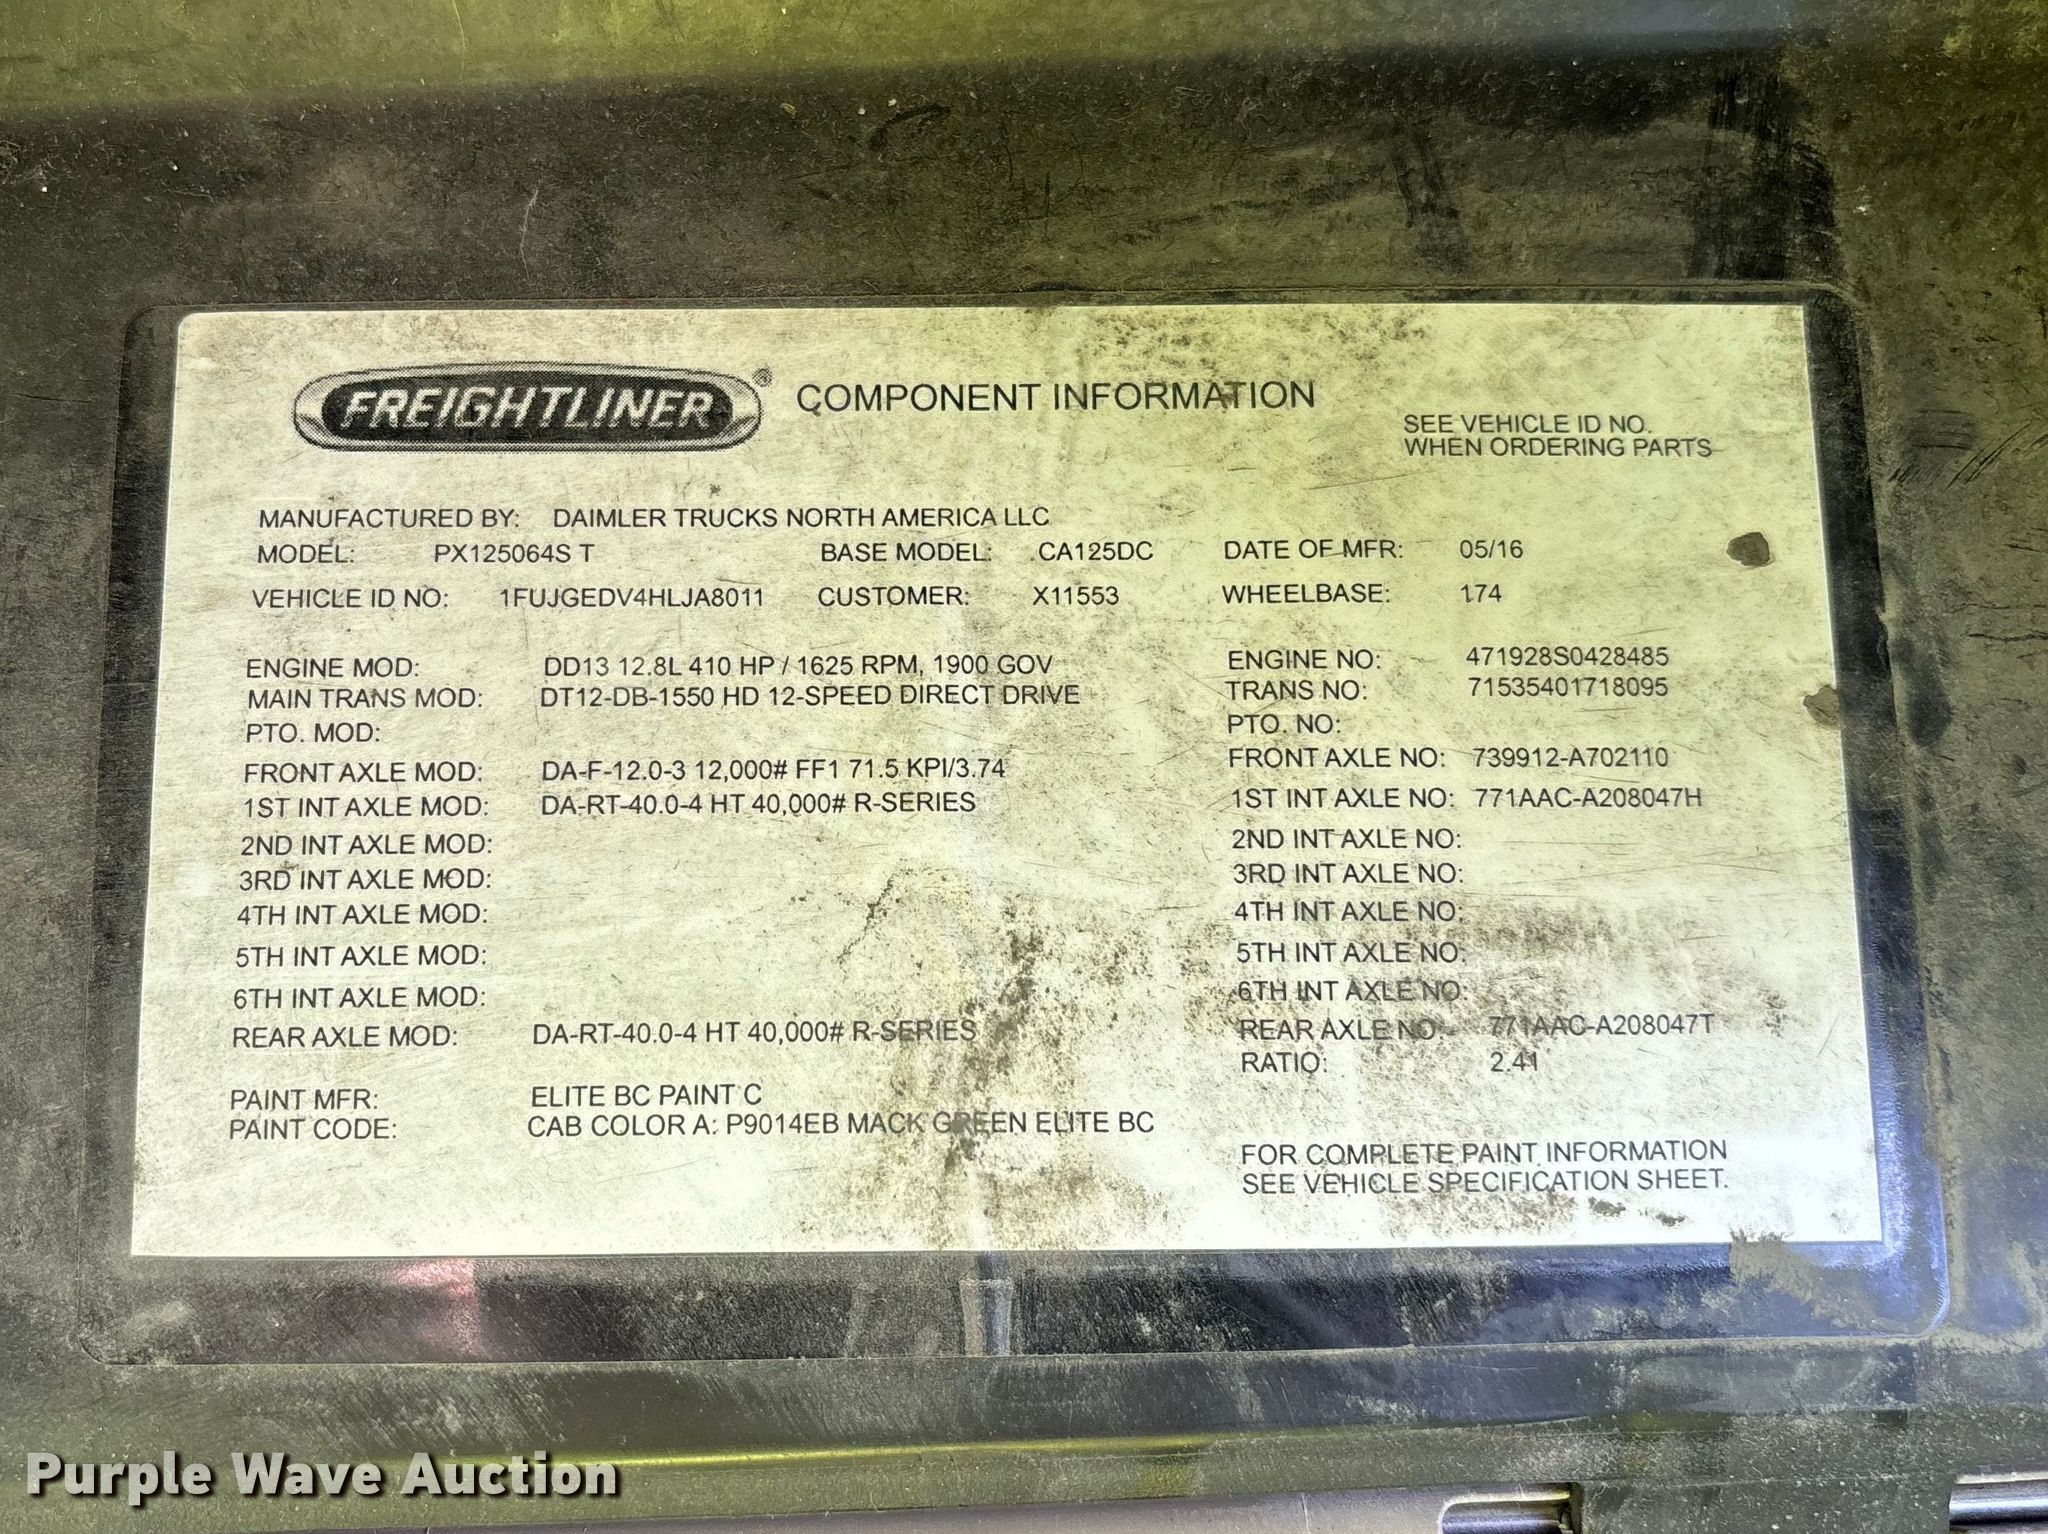 FREIGHTLINER® COMPONENT INFORMATION
SEE VEHICLE ID NO.
WHEN ORDERING PARTS
MANUFACTURED BY: DAIMLER TRUCKS NORTH AMERICA LLC
MODEL: PX125064S T BASE MODEL: CA125DC DATE OF MFR: 05/16
VEHICLE ID NO: 1FUJGEDV4HLJA8011 CUSTOMER: X11553 WHEELBASE: 174
ENGINE MOD: DD13 12.8L 410 HP / 1625 RPM, 1900 GOV ENGINE NO: 471928S0428485
MAIN TRANS MOD: DT12-DB-1550 HD 12-SPEED DIRECT DRIVE TRANS NO: 71535401718095
PTO. MOD: PTO. NO:
FRONT AXLE MOD: DA-F-12.0-3 12,000# FF1 71.5 KPI/3.74 FRONT AXLE NO: 739912-A702110
1ST INT AXLE MOD: DA-RT-40.0-4 HT 40,000# R-SERIES 1ST INT AXLE NO: 771AAC-A208047H
2ND INT AXLE MOD: 2ND INT AXLE NO:
3RD INT AXLE MOD: 3RD INT AXLE NO:
4TH INT AXLE MOD: 4TH INT AXLE NO:
5TH INT AXLE MOD: 5TH INT AXLE NO:
6TH INT AXLE MOD: 6TH INT AXLE NO:
REAR AXLE MOD: DA-RT-40.0-4 HT 40,000# R-SERIES REAR AXLE NO: 771AAC-A208047T
RATIO: 2.41
PAINT MFR: ELITE BC PAINT C
PAINT CODE: CAB COLOR A: P9014EB MACK GREEN ELITE BC
FOR COMPLETE PAINT INFORMATION
SEE VEHICLE SPECIFICATION SHEET.
Purple Wave Auction